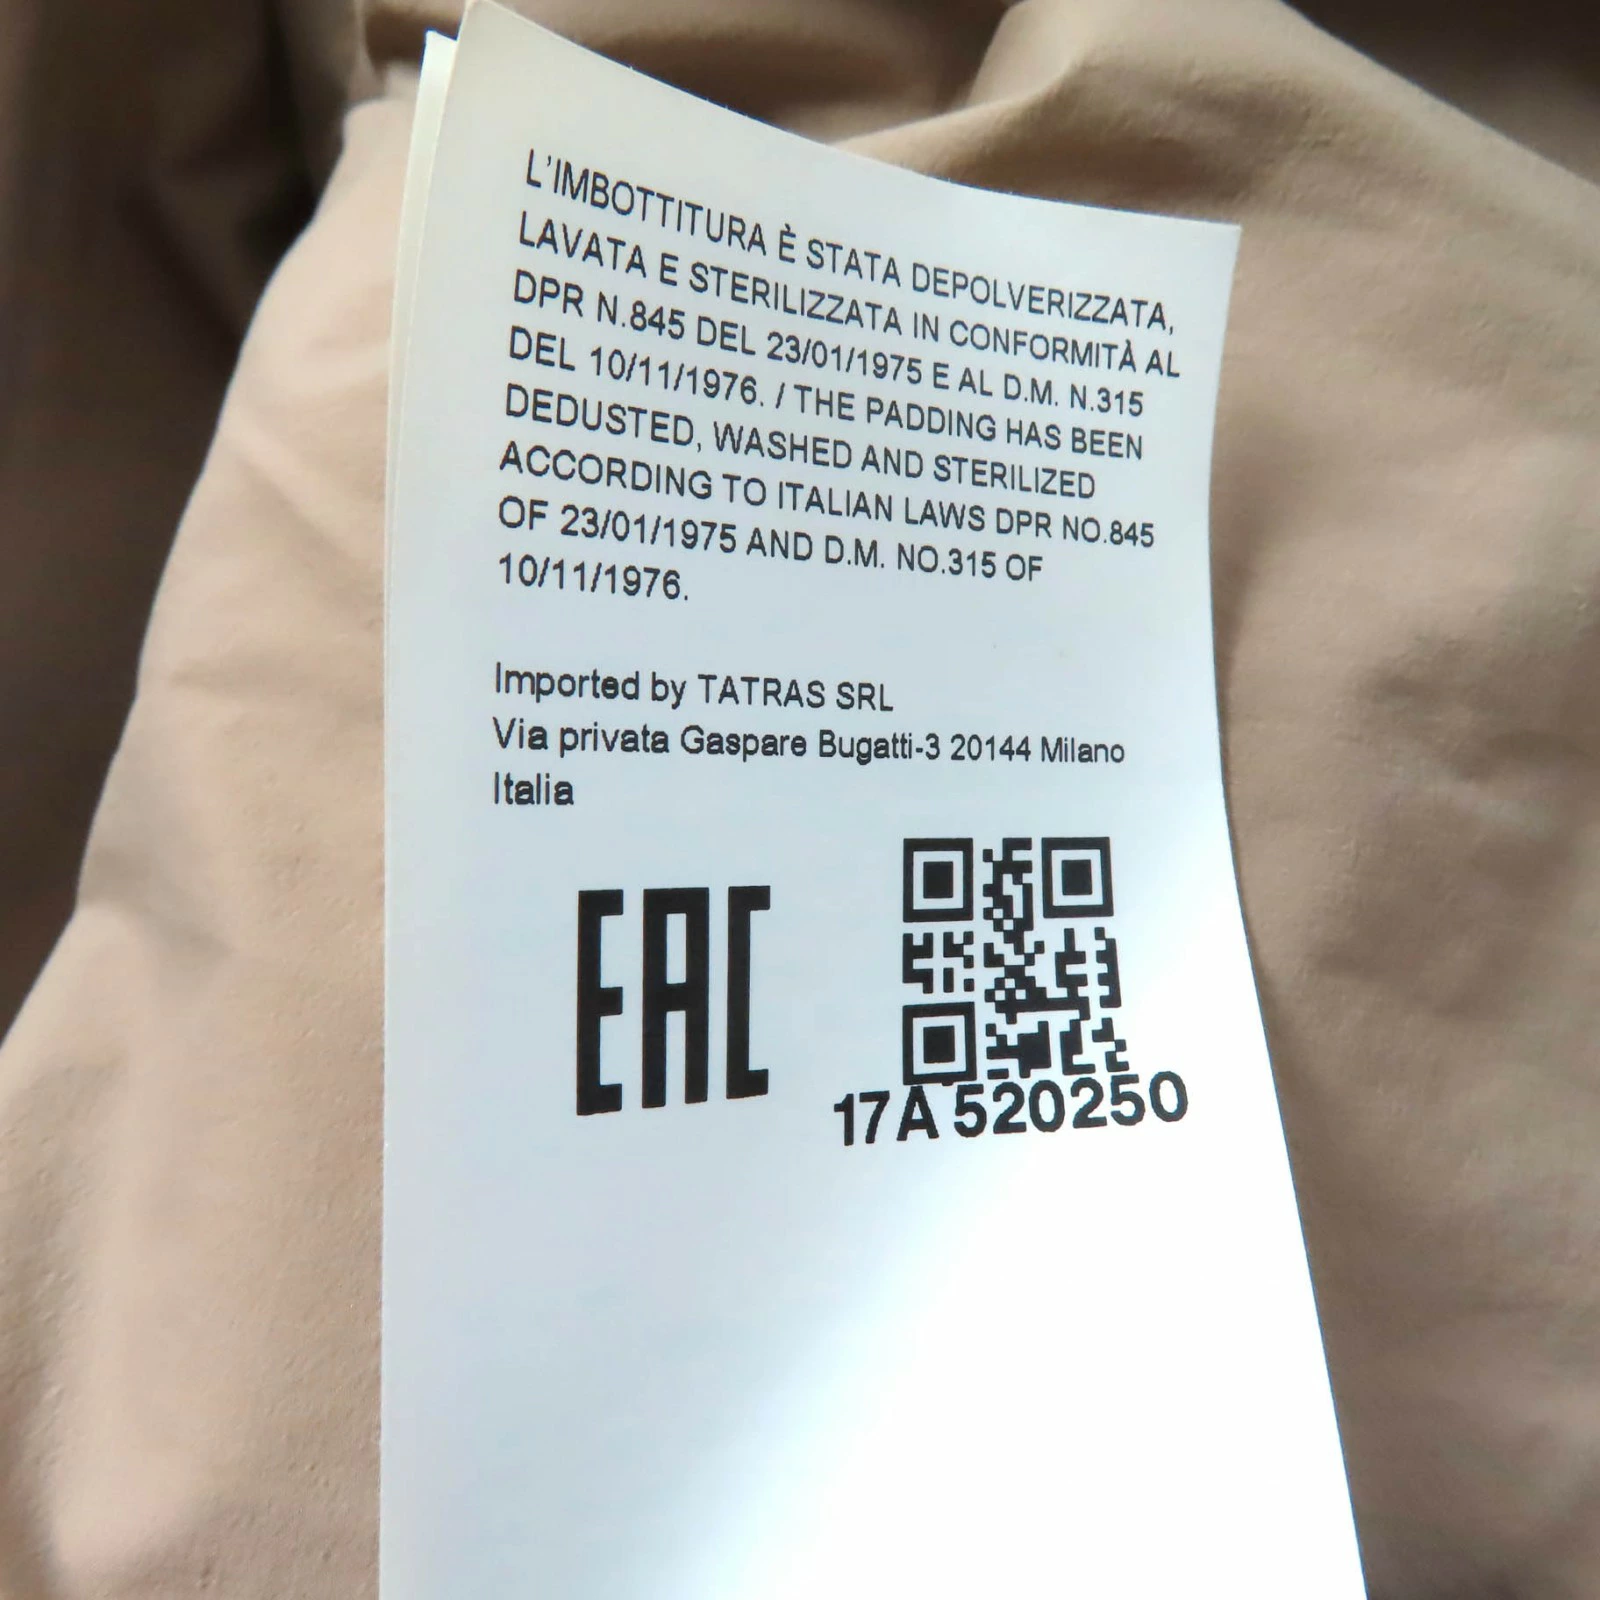 L'IMBOTTITURA È STATA DEPOLVERIZZATA,
LAVATA E STERILIZZATA IN CONFORMITÀ AL
DPR N.845 DEL 23/01/1975 E AL D.M. N.315
DEL 10/11/1976. / THE PADDING HAS BEEN
DEDUSTED, WASHED AND STERILIZED
ACCORDING TO ITALIAN LAWS DPR NO.845
OF 23/01/1975 AND D.M. NO.315 OF
10/11/1976.
Imported by TATRAS SRL
Via privata Gaspare Bugatti-3 20144 Milano
Italia
EAC
17A 520250